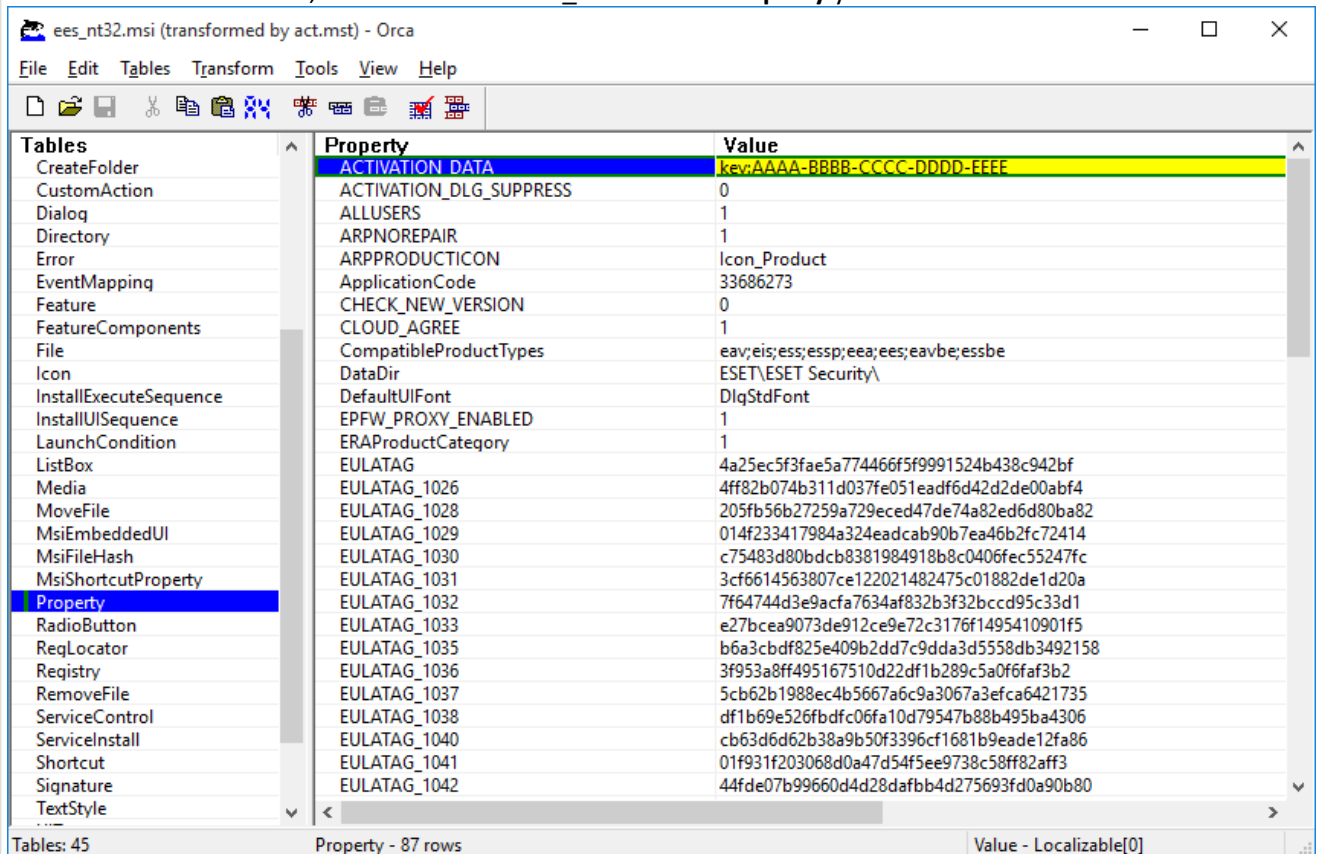 ees_nt32.msi (transformed by act.mst) - Orca
File Edit Tables Transform Tools View Help
Tables Property Value
CreateFolder ACTIVATION_DATA key:AAAA-BBBB-CCCC-DDDD-EEEE
CustomAction ACTIVATION_DLG_SUPPRESS 0
Dialog ALLUSERS 1
Directory ARPNOREPAIR 1
Error ARPPRODUCTICON Icon_Product
EventMapping ApplicationCode 33686273
Feature CHECK_NEW_VERSION 0
FeatureComponents CLOUD_AGREE 1
File CompatibleProductTypes eav;eis;ess;essp;eea;ees;eavbe;essbe
Icon DataDir ESET\ESET Security\
InstallExecuteSequence DefaultUIFont DlgStdFont
InstallUISequence EPFW_PROXY_ENABLED 1
LaunchCondition ERAProductCategory 1
ListBox EULATAG 4a25ec5f3fae5a774466f5f9991524b438c942bf
Media EULATAG_1026 4ff82b074b311d037fe051eadf6d42d2de00abf4
MoveFile EULATAG_1028 205fb56b27259a729eced47de74a82ed6d80ba82
MsiEmbeddedUI EULATAG_1029 014f233417984a324eadcab90b7ea46b2fc72414
MsiFileHash EULATAG_1030 c75483d80bdcb8381984918b8c0406fec55247fc
MsiShortcutProperty EULATAG_1031 3cf6614563807ce122021482475c01882de1d20a
Property EULATAG_1032 7f64744d3e9acfa7634af832b3f32bccd95c33d1
RadioButton EULATAG_1033 e27bcea9073de912ce9e72c3176f1495410901f5
RegLocator EULATAG_1035 b6a3cbdf825e409b2dd7c9dda3d5558db3492158
Registry EULATAG_1036 3f953a8ff495167510d22df1b289c5a0f6faf3b2
RemoveFile EULATAG_1037 5cb62b1988ec4b5667a6c9a3067a3efca6421735
ServiceControl EULATAG_1038 df1b69e526fbdfc06fa10d79547b88b495ba4306
ServiceInstall EULATAG_1040 cb63d6d62b38a9b50f3396cf1681b9eade12fa86
Shortcut EULATAG_1041 01f931f203068d0a47d54f5ee9738c58ff82aff3
Signature EULATAG_1042 44fde07b99660d4d28dafbb4d275693fd0a90b80
TextStyle
Tables: 45 Property - 87 rows Value - Localizable[0]